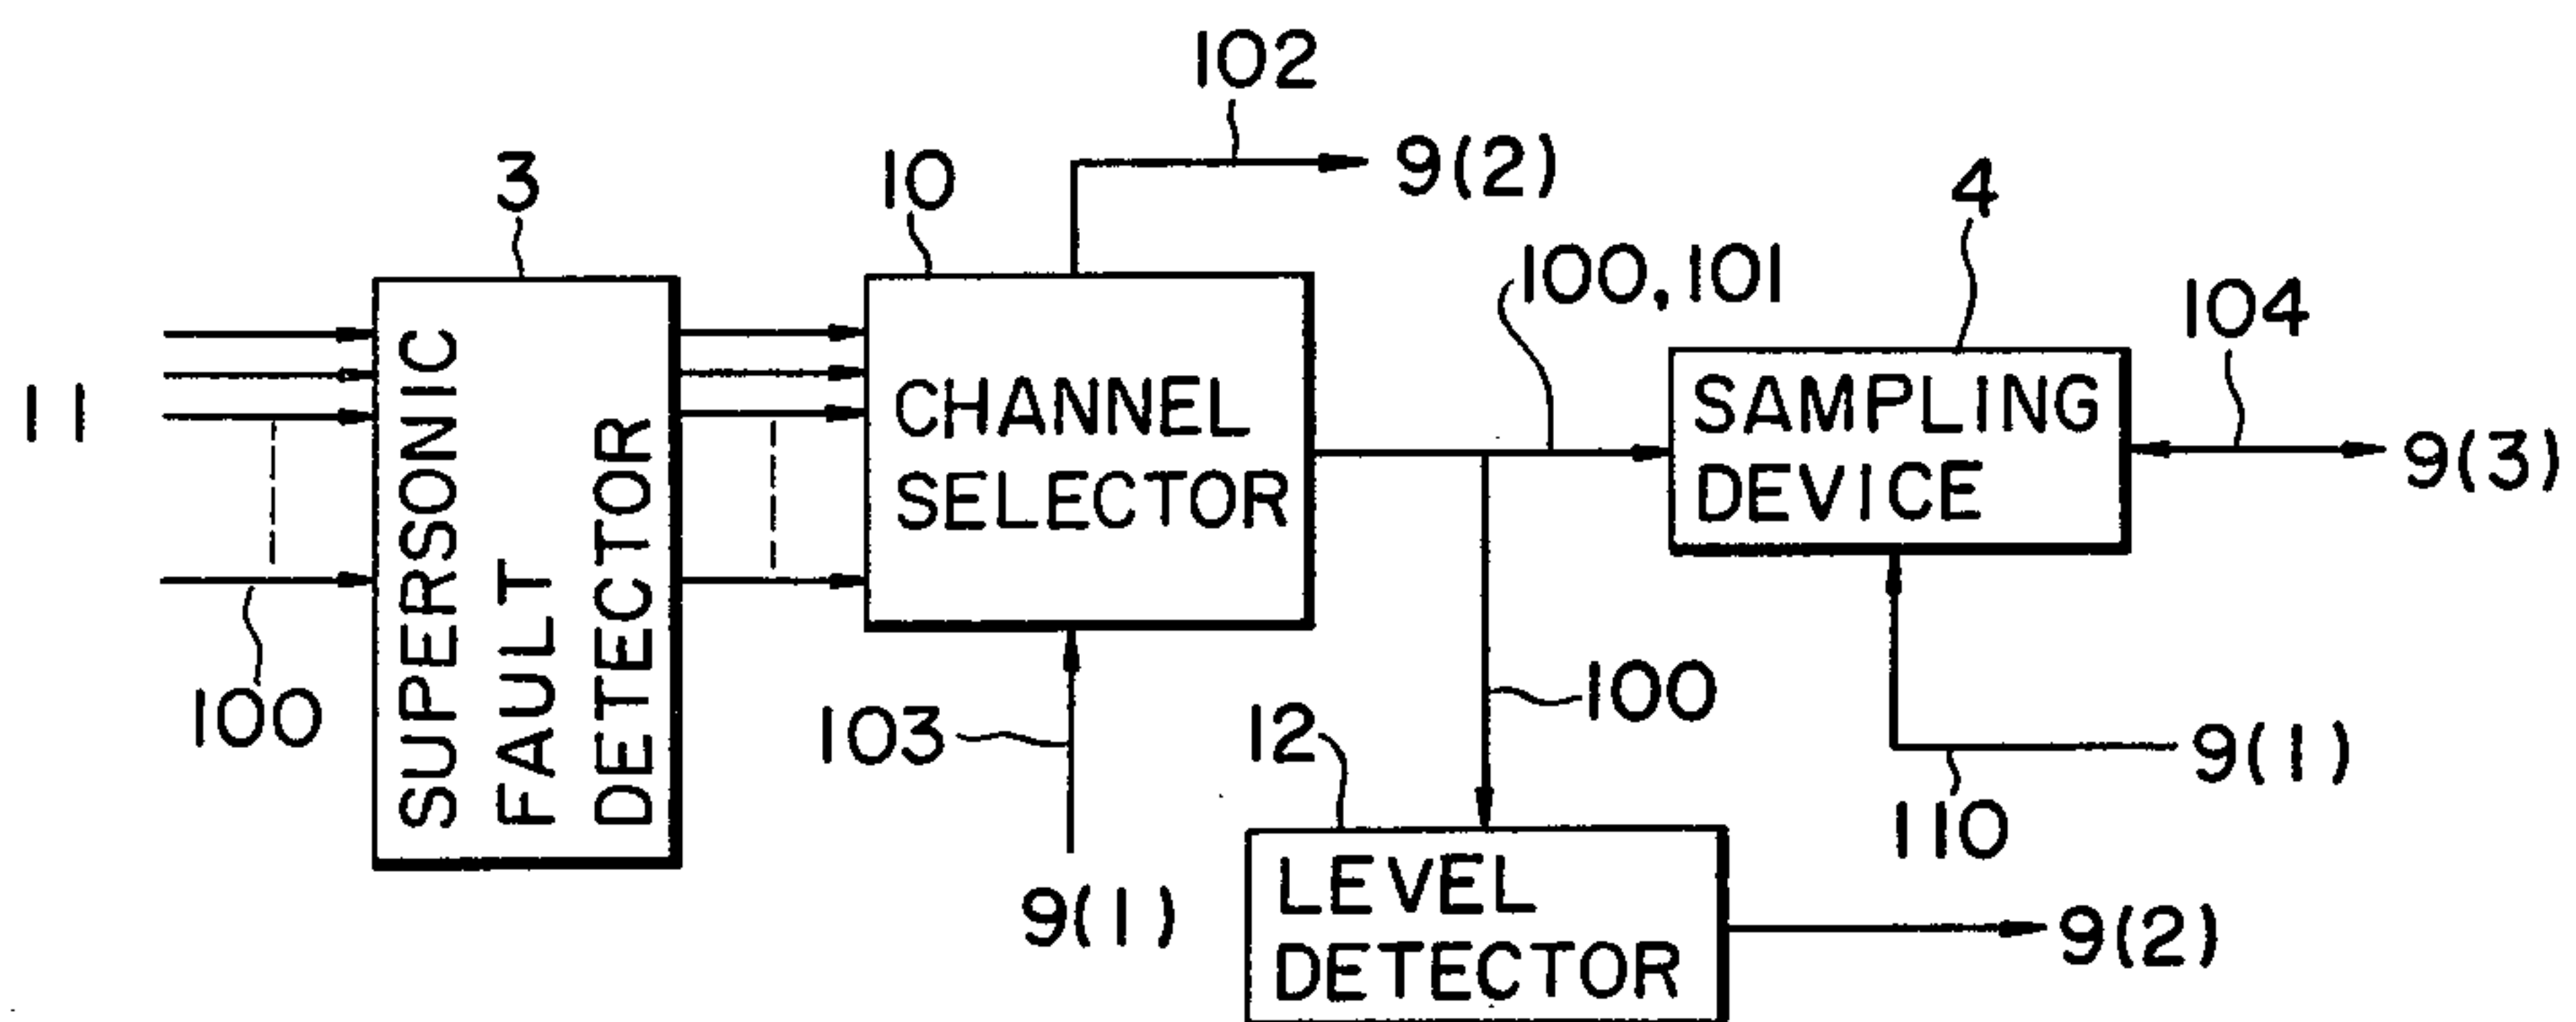 102
9(2)
3
10
4
100,101
104
11
SUPERSONIC
FAULT
DETECTOR
CHANNEL
SELECTOR
SAMPLING
DEVICE
9(3)
100
103
100
12
9(1)
110
9(1)
LEVEL
DETECTOR
9(2)